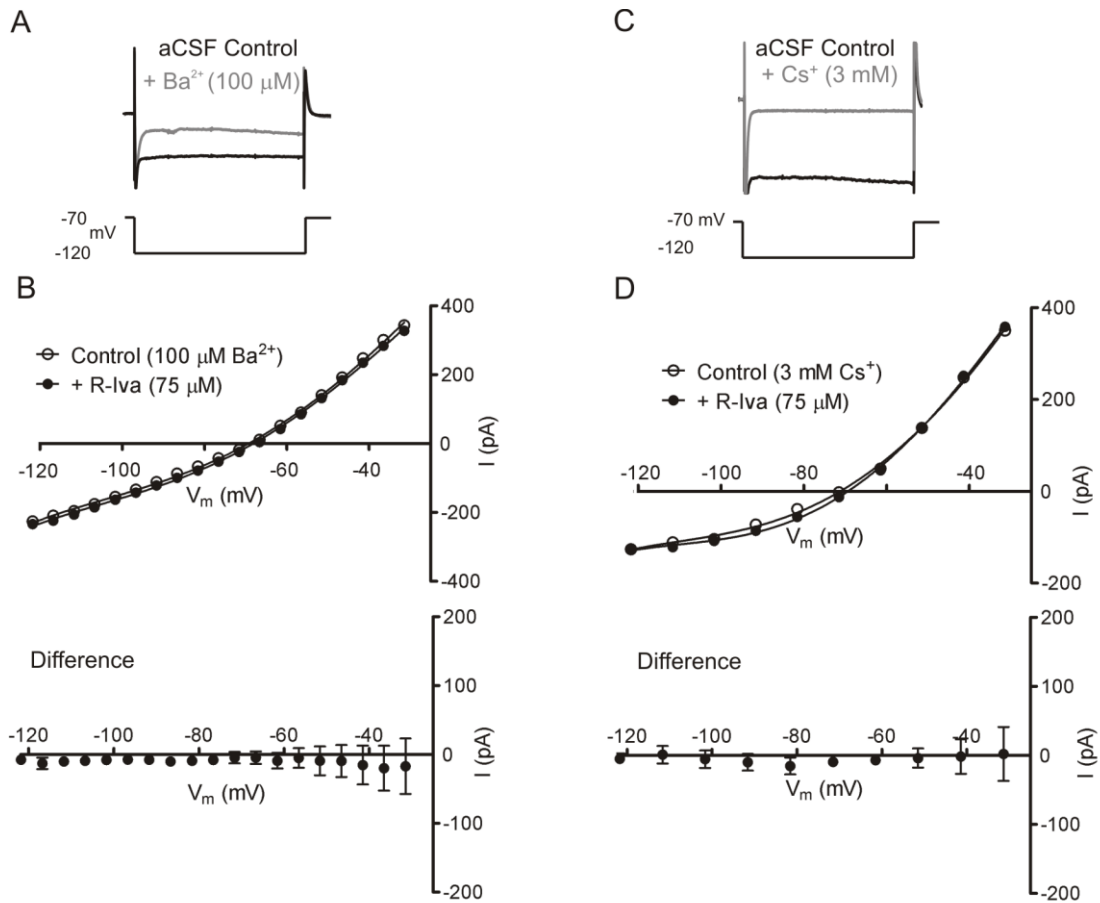 A
aCSF Control
+ Ba²⁺ (100 μM)
-70
mV
-120
B
Control (100 μM Ba²⁺)
+ R-Iva (75 μM)
400
200
0
-200
-400
I (pA)
-120
-100
-80
-60
-40
Vₘ (mV)
Difference
200
100
0
-100
-200
I (pA)
-120
-100
-80
-60
-40
Vₘ (mV)
C
aCSF Control
+ Cs⁺ (3 mM)
-70 mV
-120
D
Control (3 mM Cs⁺)
+ R-Iva (75 μM)
400
200
0
-200
I (pA)
-120
-100
-80
-60
-40
Vₘ (mV)
Difference
200
100
0
-100
-200
I (pA)
-120
-100
-80
-60
-40
Vₘ (mV)